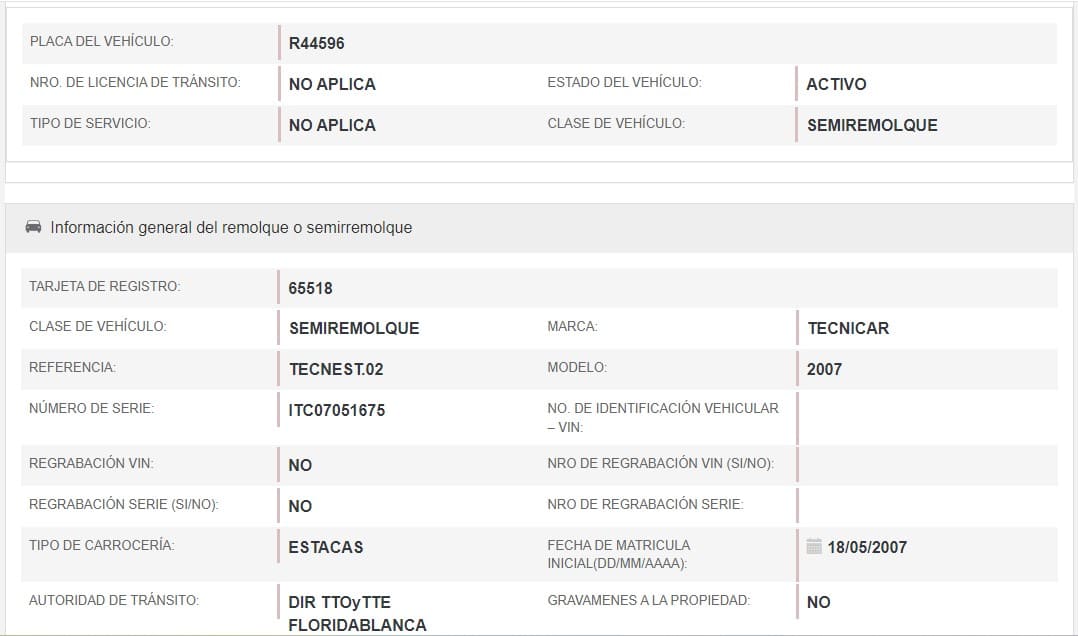 PLACA DEL VEHÍCULO: R44596
NRO. DE LICENCIA DE TRÁNSITO: NO APLICA ESTADO DEL VEHÍCULO: ACTIVO
TIPO DE SERVICIO: NO APLICA CLASE DE VEHÍCULO: SEMIREMOLQUE
Información general del remolque o semirremolque
TARJETA DE REGISTRO: 65518
CLASE DE VEHÍCULO: SEMIREMOLQUE MARCA: TECNICAR
REFERENCIA: TECNEST.02 MODELO: 2007
NÚMERO DE SERIE: ITC07051675 NO. DE IDENTIFICACIÓN VEHICULAR
– VIN:
REGRABACIÓN VIN: NO NRO DE REGRABACIÓN VIN (SI/NO):
REGRABACIÓN SERIE (SI/NO): NO NRO DE REGRABACIÓN SERIE:
TIPO DE CARROCERÍA: ESTACAS FECHA DE MATRICULA
INICIAL(DD/MM/AAAA): 18/05/2007
AUTORIDAD DE TRÁNSITO: DIR TTOyTTE GRAVAMENES A LA PROPIEDAD: NO
FLORIDABLANCA